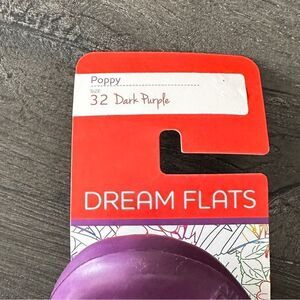 Poppy
SIZE
32 Dark Purple
DREAM FLATS